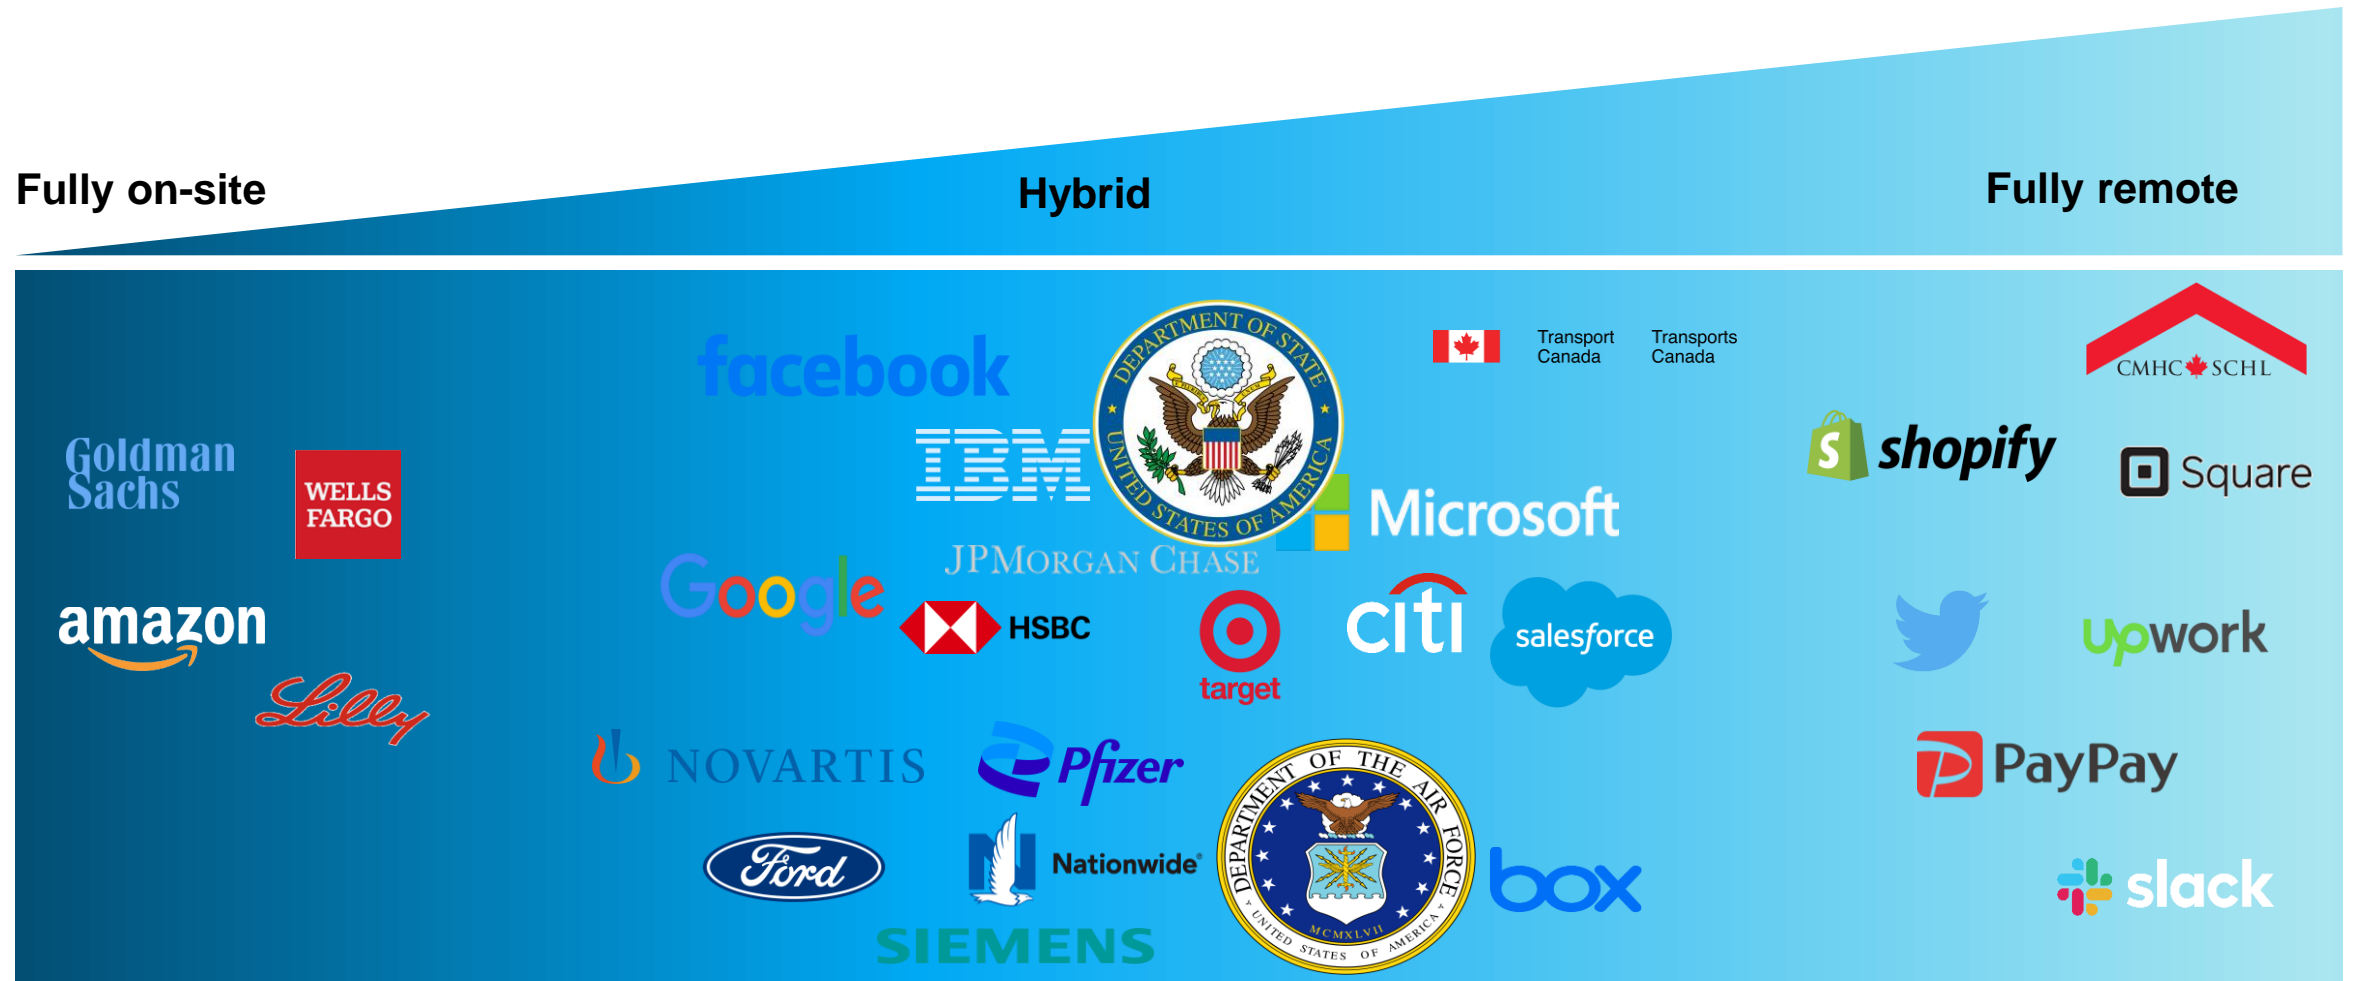 Fully on-site
Hybrid
Fully remote
facebook
DEPARTMENT OF STATE
UNITED STATES OF AMERICA
Transport
Canada
Transports
Canada
CMHC SCHL
Goldman
Sachs
WELLS
FARGO
IBM
Microsoft
S shopify
Square
JPMORGAN CHASE
Google
HSBC
target
citi
salesforce
upwork
amazon
Lilly
NOVARTIS
Pfizer
DEPARTMENT OF THE AIR FORCE
MCMXLVII
UNITED STATES OF AMERICA
PayPay
Ford
N Nationwide®
box
slack
SIEMENS